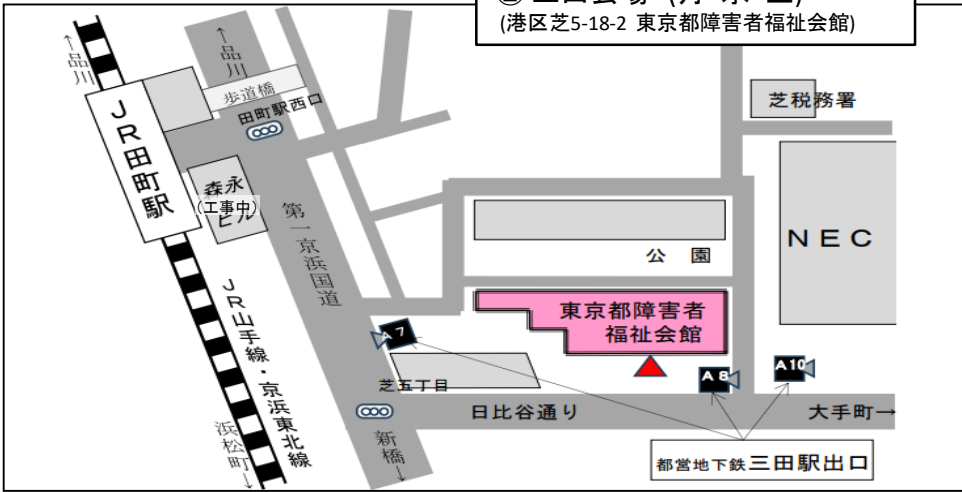 (港区芝5-18-2 東京都障害者福祉会館)
↑品川
↑品川
歩道橋
田町駅西口
芝税務署
JR田町駅
森永
(工事中)
ビル
第一京浜国道
NEC
公園
東京都障害者
福祉会館
A7
A8
A10
芝五丁目
JR山手線・京浜東北線
日比谷通り
大手町→
浜松町↓
新橋↓
都営地下鉄三田駅出口